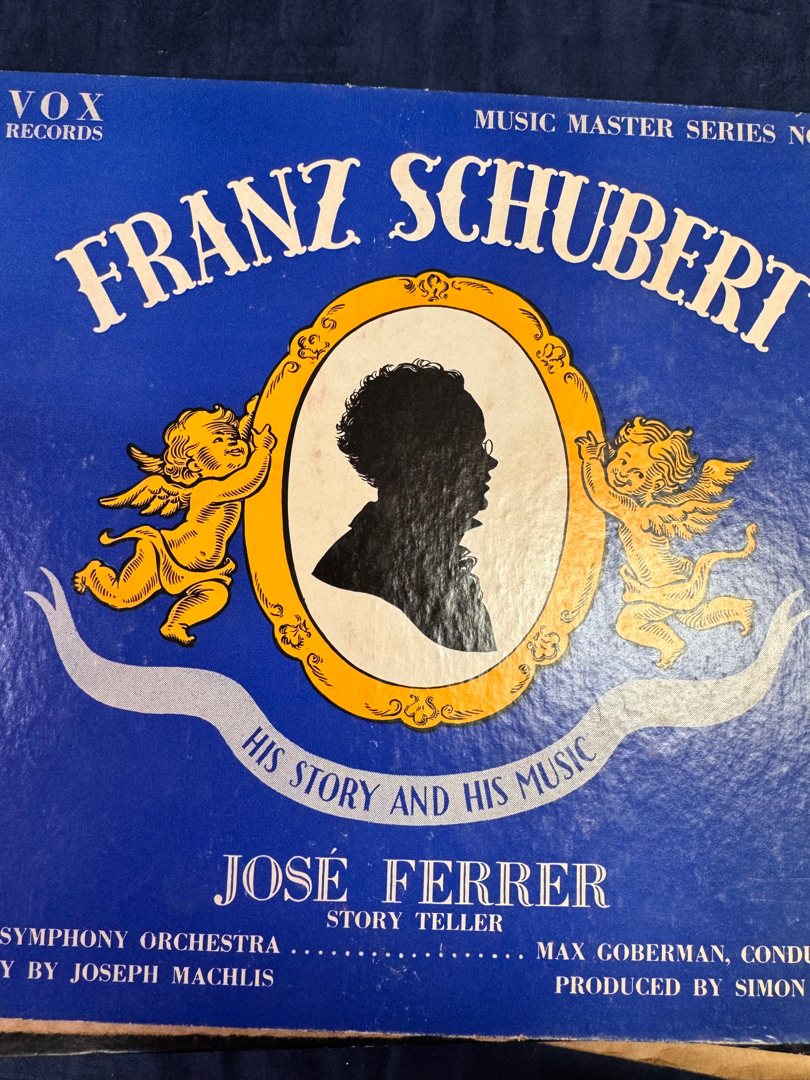 VOX
RECORDS
MUSIC MASTER SERIES NO
FRANZ SCHUBERT
HIS STORY AND HIS MUSIC
JOSÉ FERRER
STORY TELLER
SYMPHONY ORCHESTRA ................... MAX GOBERMAN, CONDU
Y BY JOSEPH MACHLIS
PRODUCED BY SIMON